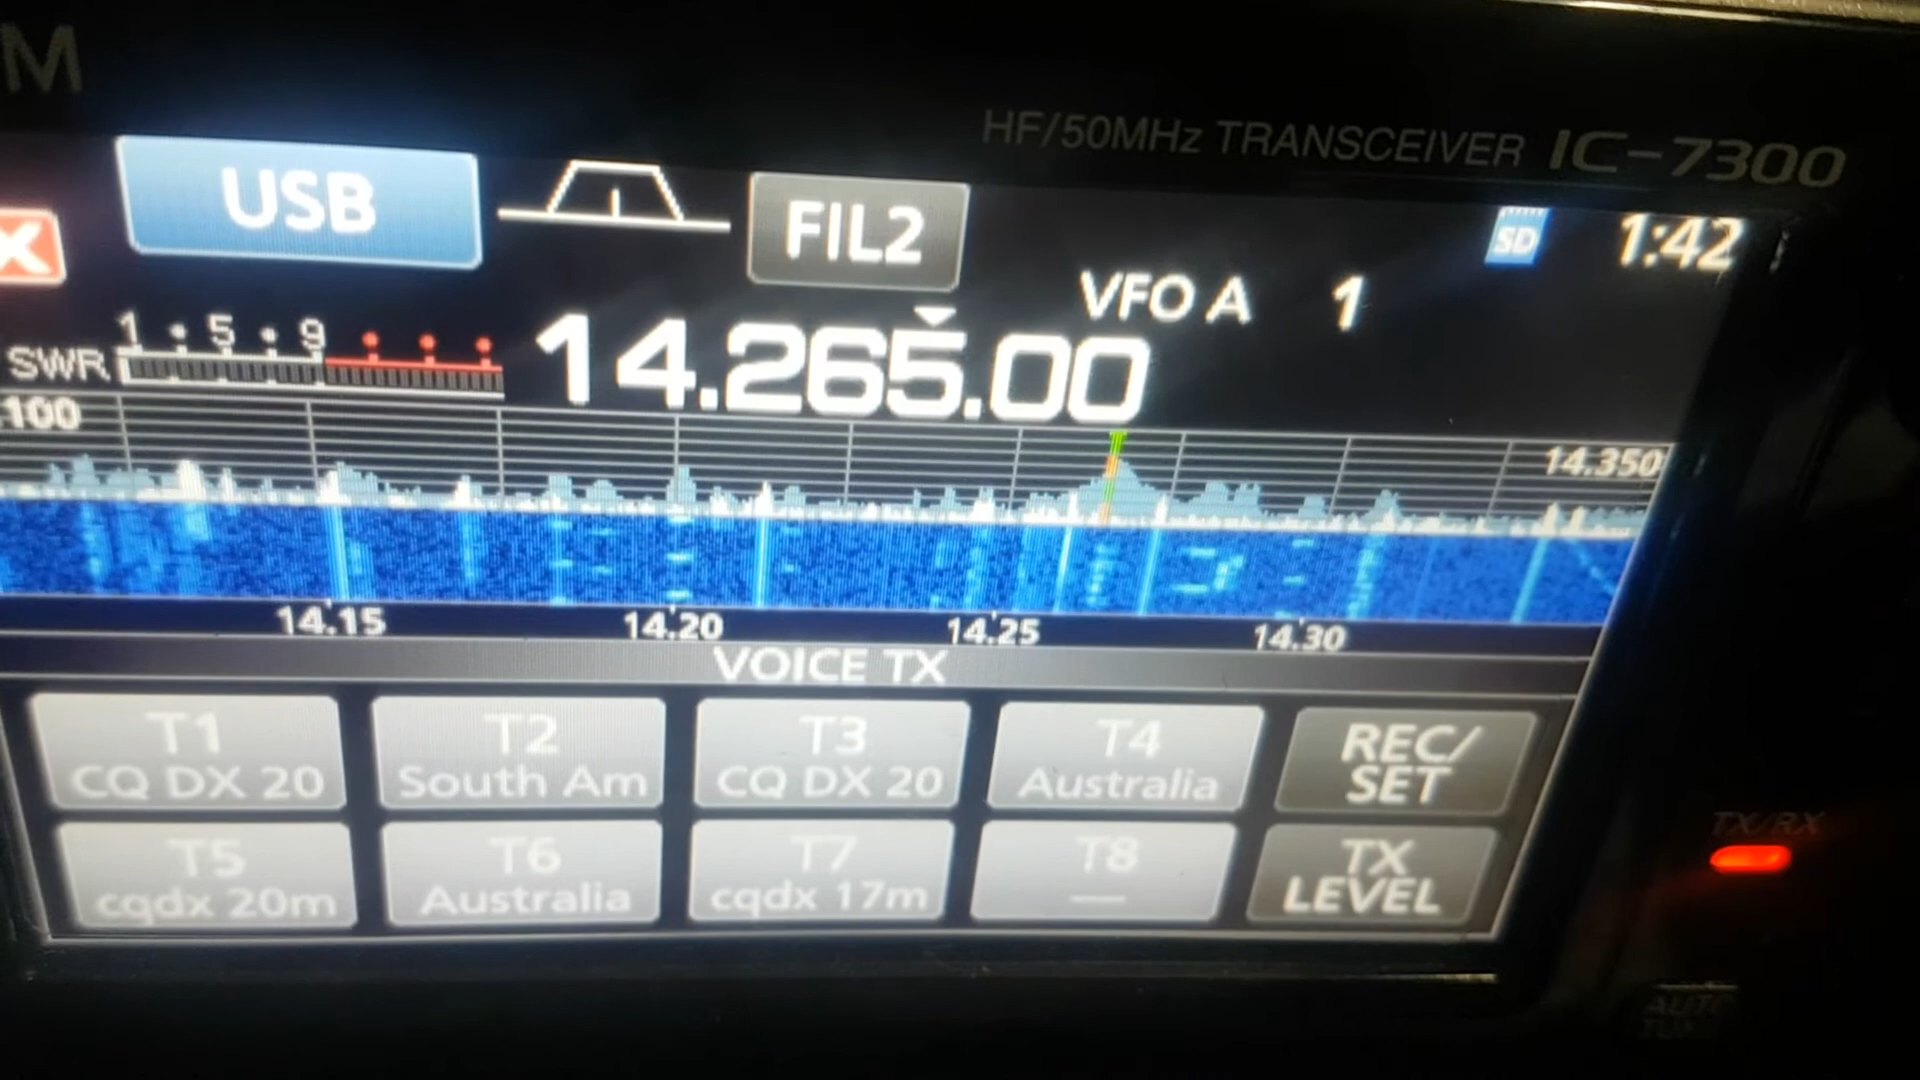 M
HF/50MHz TRANSCEIVER IC-7300
USB
FIL2
SD
1:42
X
VFO A 1
1 5 9
SWR
14.265.00
.100
14.350
14.15 14.20 14.25 14.30
VOICE TX
T1
CQ DX 20
T2
South Am
T3
CQ DX 20
T4
Australia
REC/
SET
T5
cqdx 20m
T6
Australia
T7
cqdx 17m
T8
—
TX
LEVEL
TX/RX
AUTO
TUNE